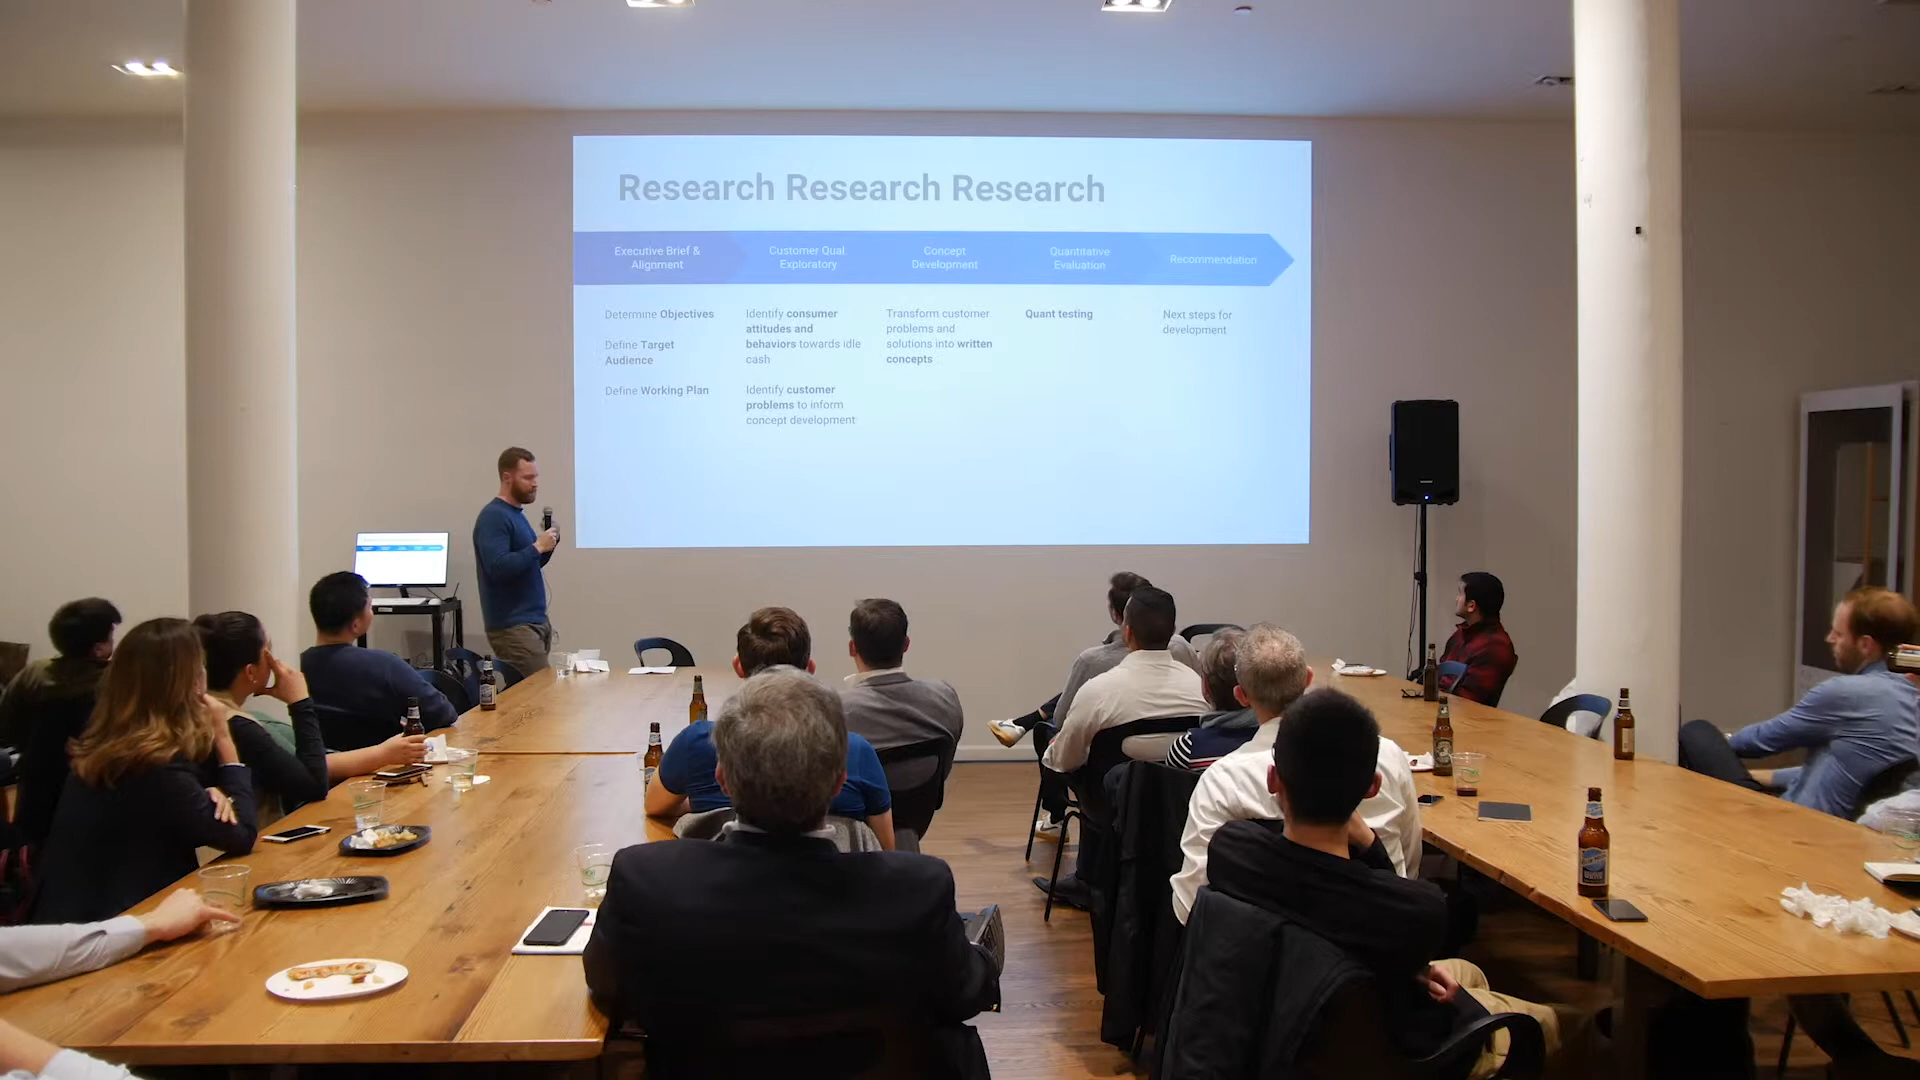 Research Research Research
Executive Brief &
Alignment
Customer Qual
Exploratory
Concept
Development
Quantitative
Evaluation
Recommendation
Determine Objectives
Define Target
Audience
Define Working Plan
Identify consumer
attitudes and
behaviors towards idle
cash
Identify customer
problems to inform
concept development
Transform customer
problems and
solutions into written
concepts
Quant testing
Next steps for
development